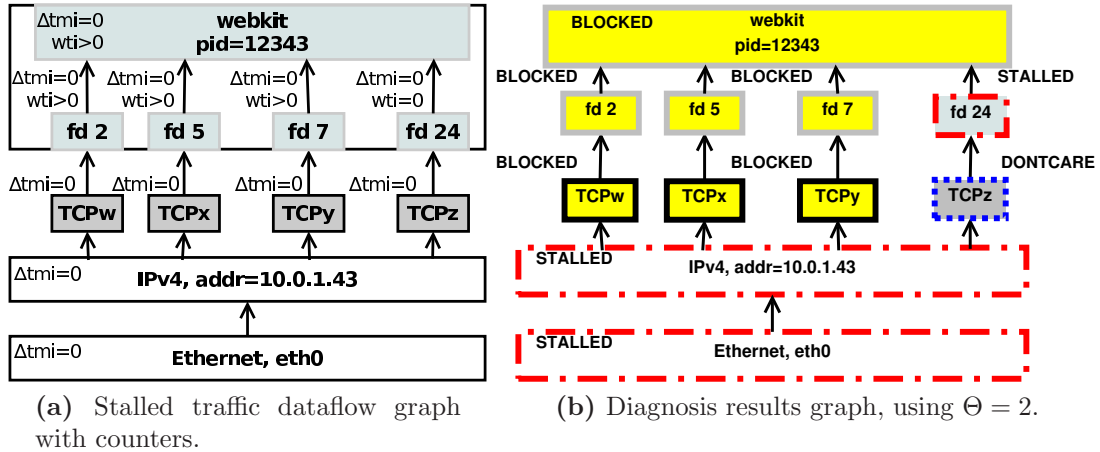 Δtmi=0
wti>0
webkit
pid=12343
Δtmi=0
wti>0
Δtmi=0
wti>0
Δtmi=0
wti>0
Δtmi=0
wti=0
fd 2
fd 5
fd 7
fd 24
Δtmi=0
Δtmi=0
Δtmi=0
Δtmi=0
TCPw
TCPx
TCPy
TCPz
Δtmi=0
IPv4, addr=10.0.1.43
Δtmi=0
Ethernet, eth0
(a) Stalled traffic dataflow graph
with counters.
BLOCKED
webkit
pid=12343
BLOCKED
BLOCKED
STALLED
fd 2
fd 5
fd 7
fd 24
BLOCKED
BLOCKED
DONTCARE
TCPw
TCPx
TCPy
TCPz
STALLED
IPv4, addr=10.0.1.43
STALLED
Ethernet, eth0
(b) Diagnosis results graph, using Θ = 2.